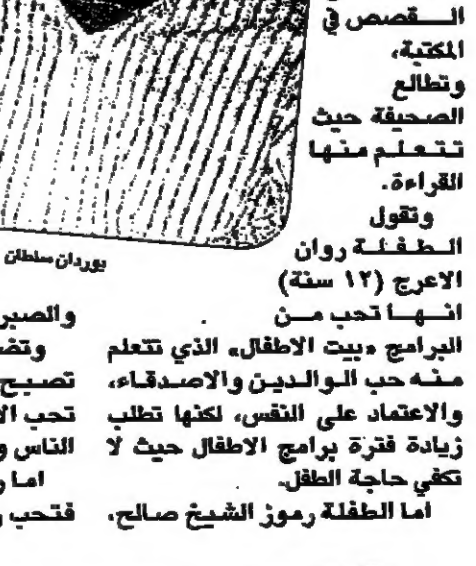 القصص في
المكتبة،
وتطالع
الصحيفة حيث
تتعلم منها
القراءة.
وتقول
الطفلة روان
الاعرج (١٢ سنة)
انها تحب من
البرامج «بيت الاطفال» الذي تتعلم
منه حب الوالدين والاصدقاء،
والاعتماد على النفس، لكنها تطلب
زيادة فترة برامج الاطفال حيث لا
تكفي حاجة الطفل.
اما الطفلة رموز الشيخ صالح،
بوردان سلطان
والصبر
وتض
تصبح
تحب الا
الناس و
اما ر
فتحب ر